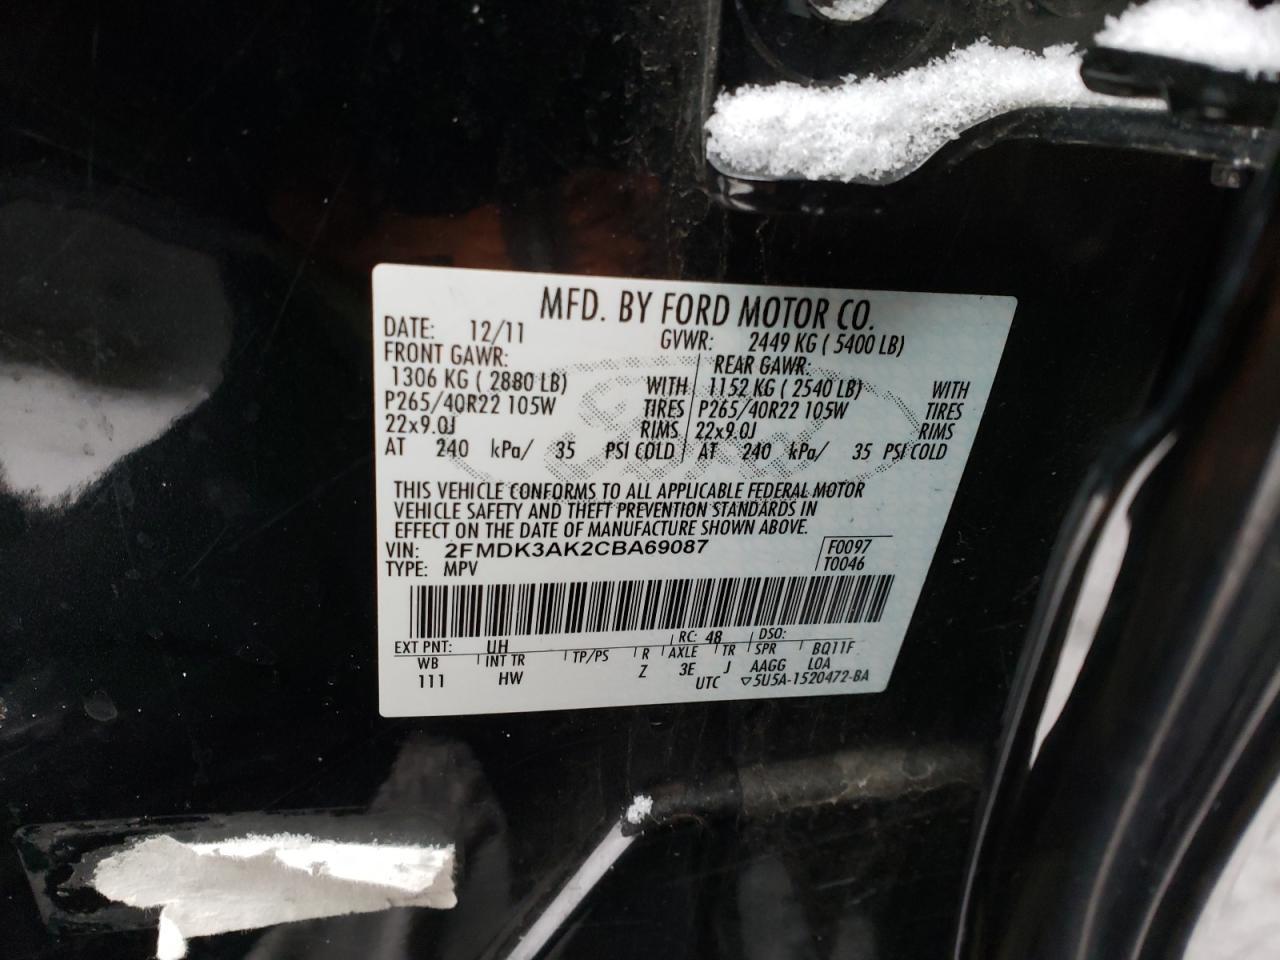 MFD. BY FORD MOTOR CO.
DATE: 12/11 GVWR: 2449 KG ( 5400 LB)
FRONT GAWR: REAR GAWR:
1306 KG ( 2880 LB) WITH 1152 KG ( 2540 LB) WITH
P265/40R22 105W TIRES P265/40R22 105W TIRES
22x9.0J RIMS 22x9.0J RIMS
AT 240 kPa/ 35 PSI COLD AT 240 kPa/ 35 PSI COLD
THIS VEHICLE CONFORMS TO ALL APPLICABLE FEDERAL MOTOR
VEHICLE SAFETY AND THEFT PREVENTION STANDARDS IN
EFFECT ON THE DATE OF MANUFACTURE SHOWN ABOVE.
VIN: 2FMDK3AK2CBA69087 F0097
TYPE: MPV T0046
EXT PNT: UH RC: 48 DSO:
WB INT TR TP/PS R AXLE TR SPR BQ11F
111 HW Z 3E J AAGG LOA
UTC ▽5U5A-1520472-BA